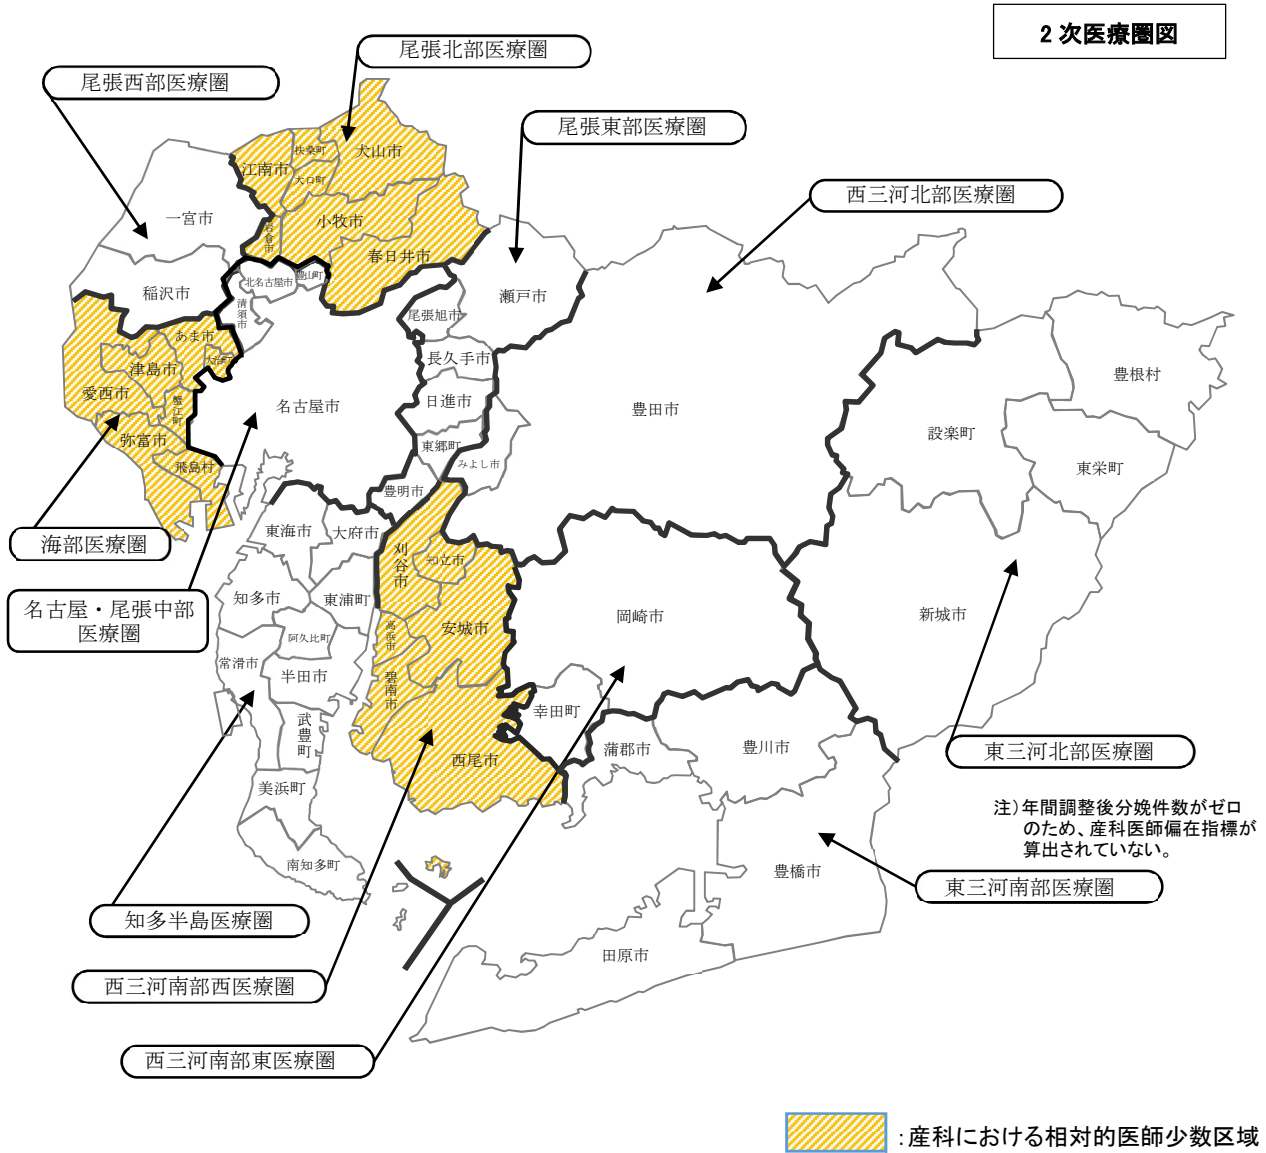 2次医療圏図
尾張北部医療圏
尾張西部医療圏
尾張東部医療圏
西三河北部医療圏
扶桑町
犬山市
江南市
大口町
一宮市
小牧市
岩倉市
春日井市
北名古屋市
豊山町
稲沢市
清須市
瀬戸市
尾張旭市
あま市
大治町
津島市
長久手市
愛西市
蟹江町
名古屋市
日進市
豊田市
豊根村
設楽町
弥富市
東郷町
みよし市
東栄町
飛島村
豊明市
海部医療圏
東海市
大府市
刈谷市
知立市
名古屋・尾張中部
医療圏
知多市
東浦町
岡崎市
新城市
高浜市
安城市
阿久比町
常滑市
半田市
碧南市
幸田町
武豊町
蒲郡市
豊川市
西尾市
東三河北部医療圏
美浜町
注）年間調整後分娩件数がゼロ
のため、産科医師偏在指標が
算出されていない。
南知多町
豊橋市
東三河南部医療圏
知多半島医療圏
田原市
西三河南部西医療圏
西三河南部東医療圏
：産科における相対的医師少数区域